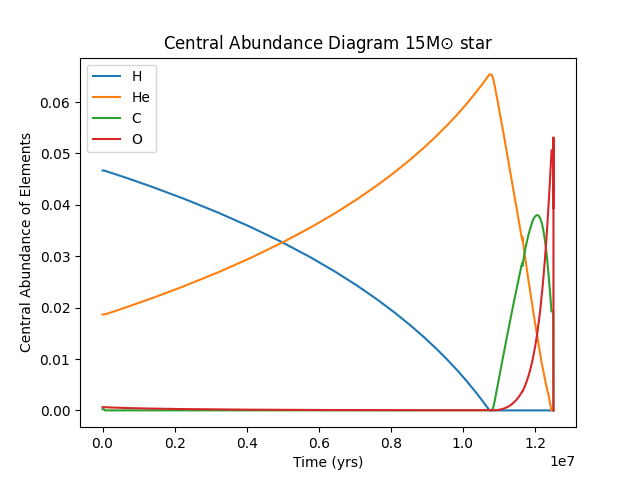 Central Abundance Diagram 15M⊙ star
H
He
C
O
Central Abundance of Elements
0.06
0.05
0.04
0.03
0.02
0.01
0.00
0.0 0.2 0.4 0.6 0.8 1.0 1.2
1e7
Time (yrs)